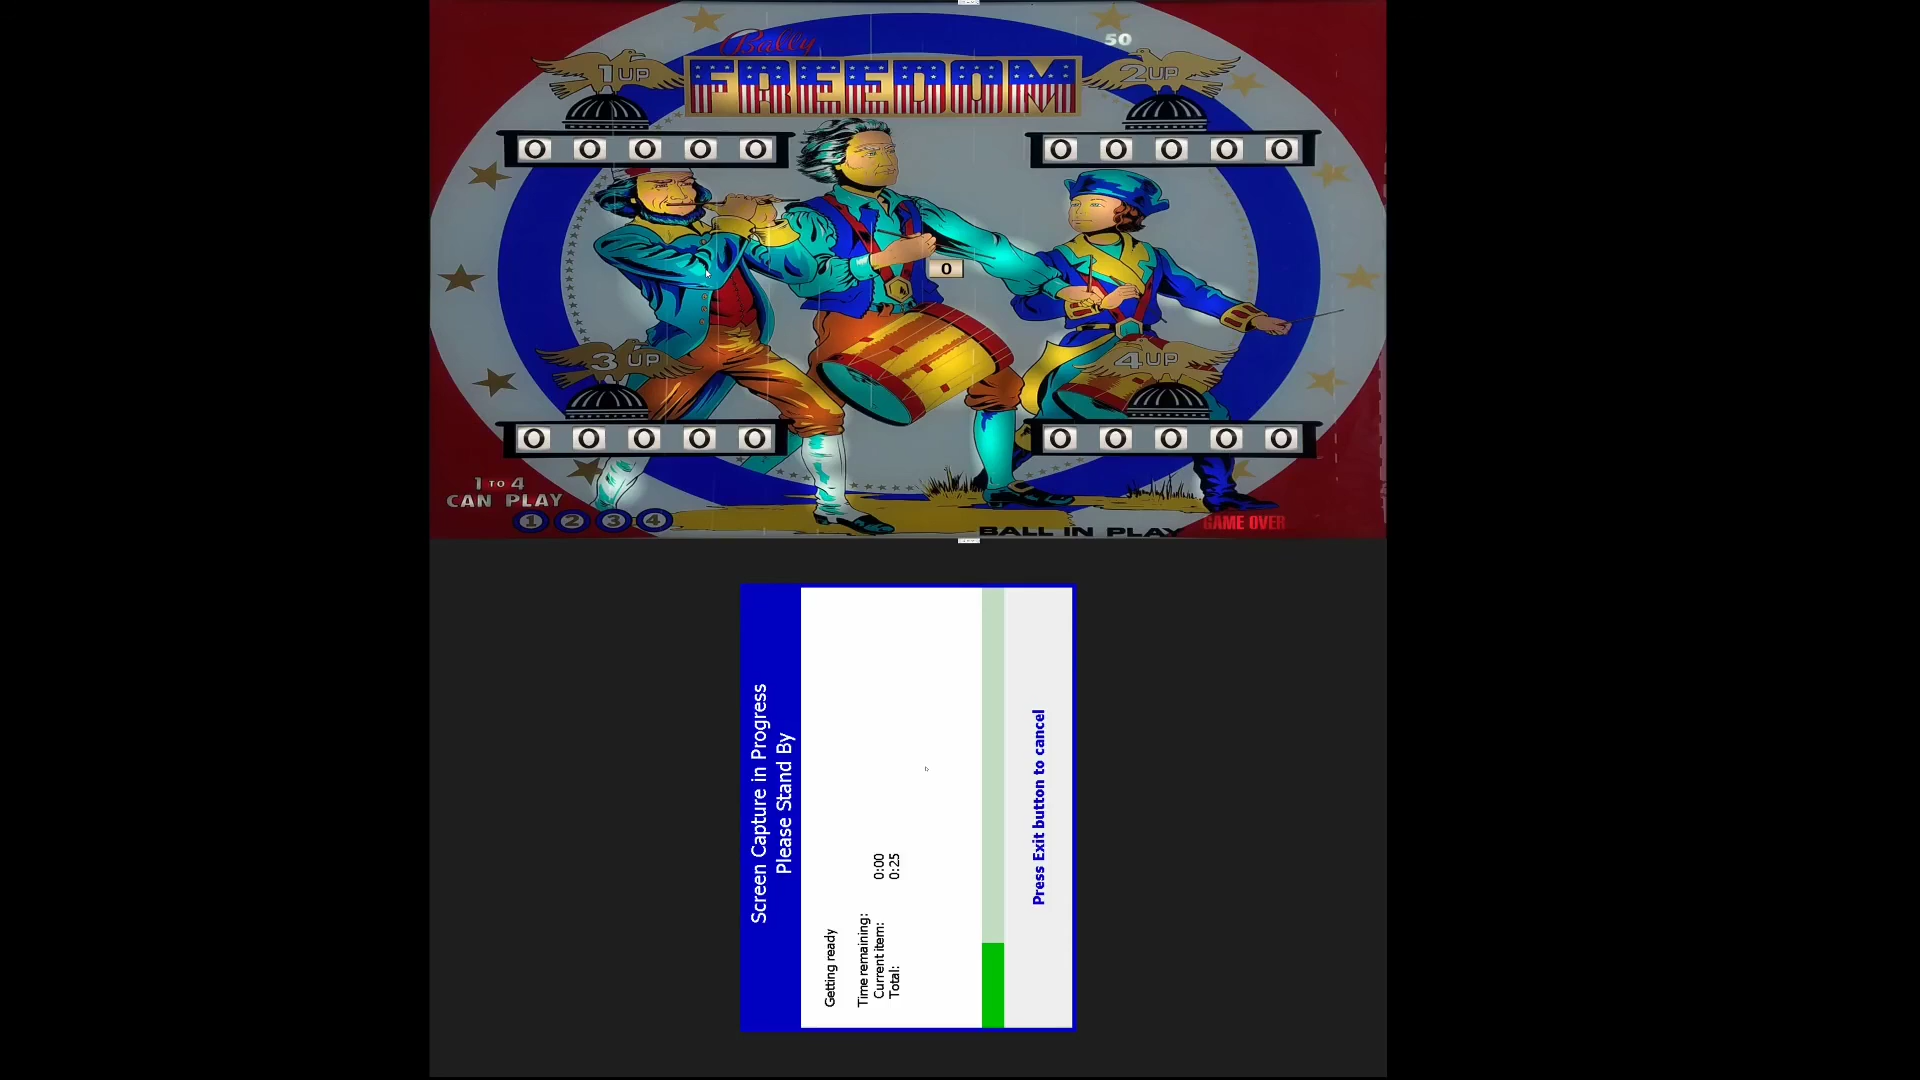 Bally
50
FREEDOM
1UP
2UP
0 0 0 0 0
0 0 0 0 0
0
3 UP
4UP
0 0 0 0 0
0 0 0 0 0
1 TO 4
CAN PLAY
1 2 3 4
BALL IN PLAY
GAME OVER
Screen Capture in Progress
Please Stand By
Getting ready
Time remaining:
Current item: 0:00
Total: 0:25
Press Exit button to cancel